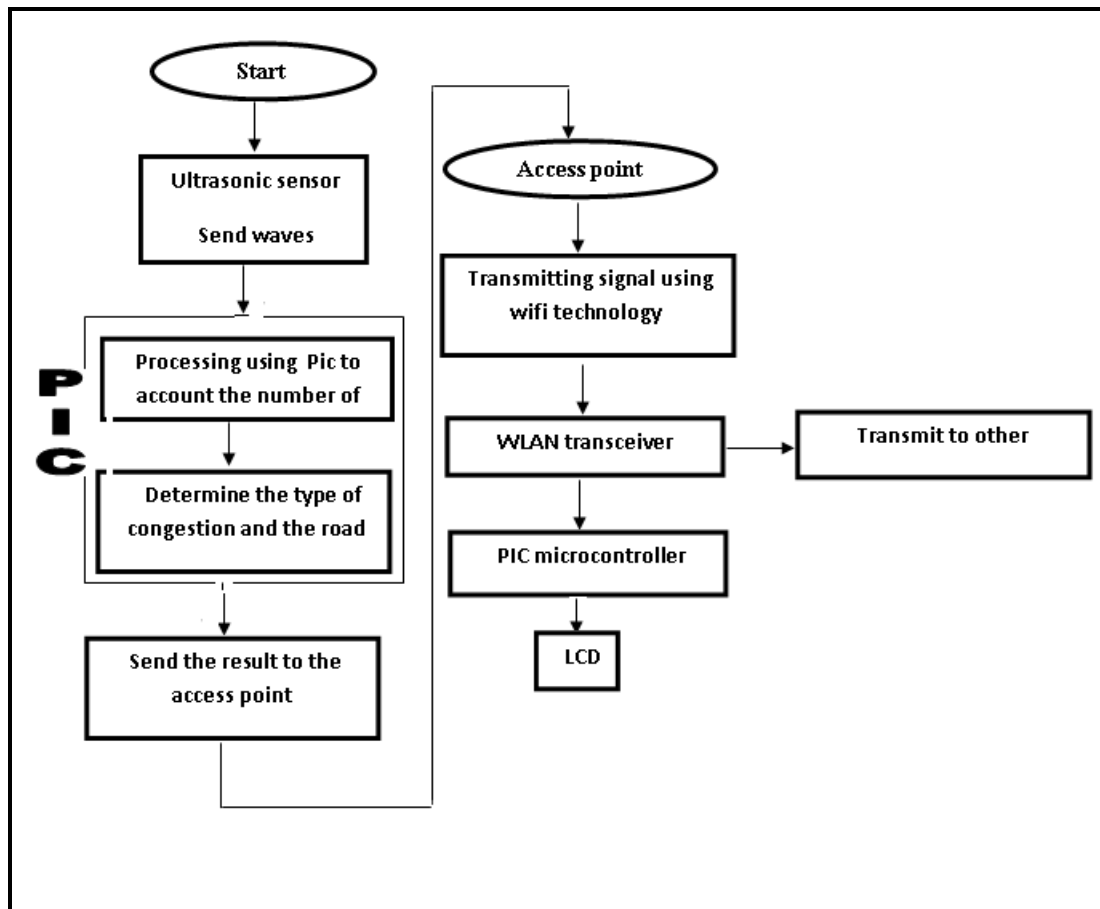 Start
Ultrasonic sensor
Send waves
PIC
Processing using Pic to
account the number of
Determine the type of
congestion and the road
Send the result to the
access point
Access point
Transmitting signal using
wifi technology
WLAN transceiver
Transmit to other
PIC microcontroller
LCD